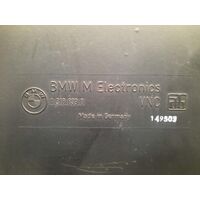 BMW M Electronics
VNC
Made in Germany
149503